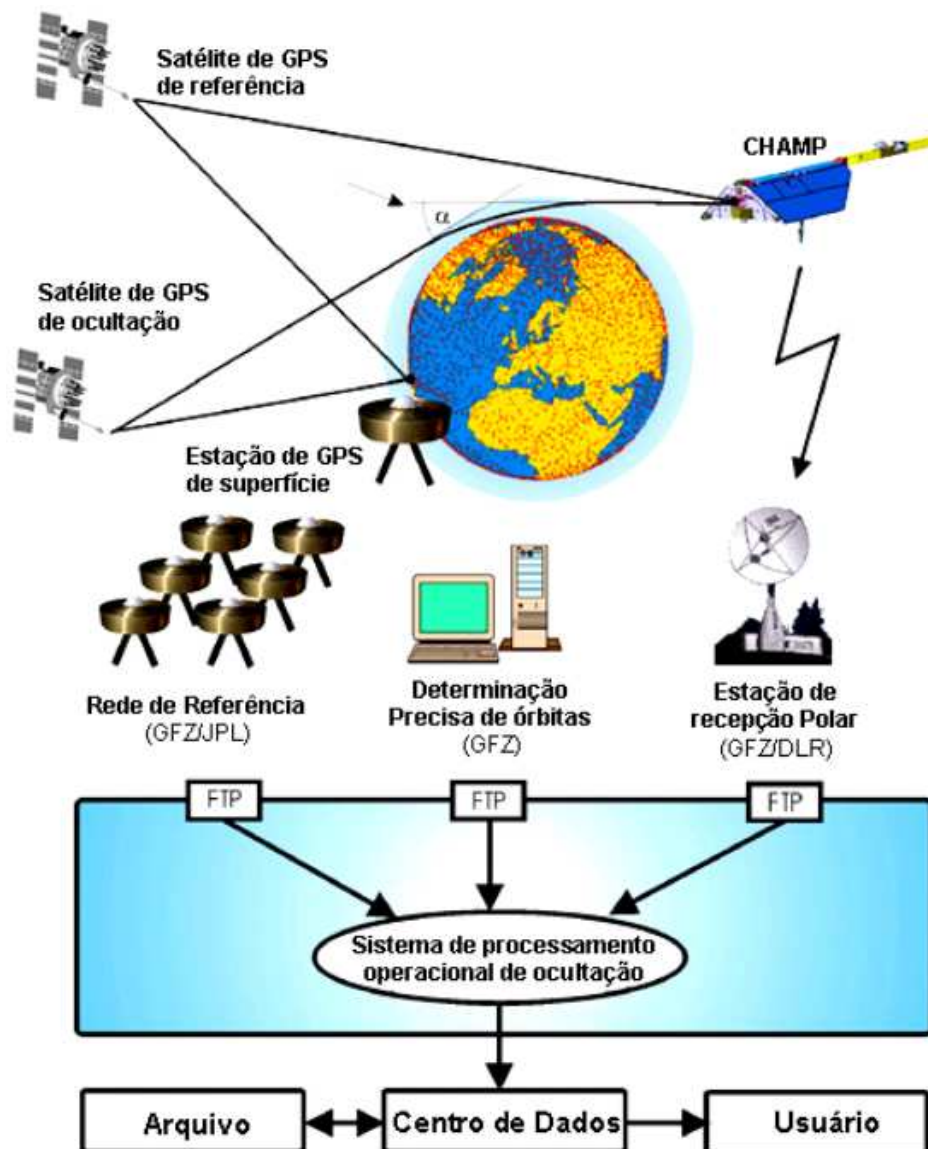 Satélite de GPS
de referência
CHAMP
α
Satélite de GPS
de ocultação
Estação de GPS
de superfície
Rede de Referência
(GFZ/JPL)
Determinação
Precisa de órbitas
(GFZ)
Estação de
recepção Polar
(GFZ/DLR)
FTP
FTP
FTP
Sistema de processamento
operacional de ocultação
Arquivo
Centro de Dados
Usuário